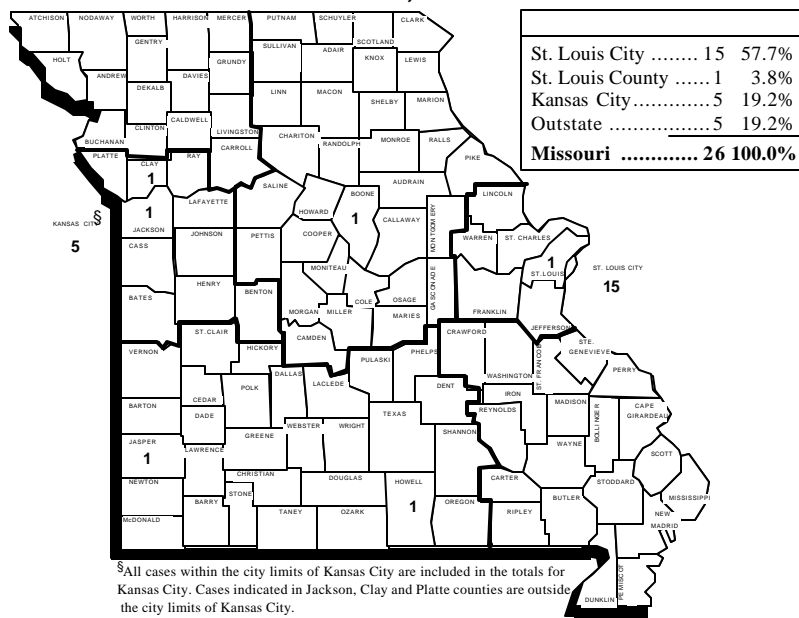 ATCHISON NODAWAY WORTH HARRISON MERCER PUTNAM SCHUYLER CLARK
GENTRY SULLIVAN ADAIR SCOTLAND
HOLT GRUNDY KNOX LEWIS
ANDREW DAVIES
DEKALB LINN MACON SHELBY MARION
CLINTON CALDWELL LIVINGSTON
BUCHANAN CHARITON RANDOLPH MONROE RALLS
PLATTE CLAY RAY CARROLL PIKE
1
SALINE AUDRAIN
LAFAYETTE HOWARD BOONE LINCOLN
1 1
KANSAS CITY§ JACKSON CALLAWAY MONTGOMERY
5 CASS JOHNSON PETTIS COOPER WARREN ST. CHARLES
1
MONITEAU ST.LOUIS ST. LOUIS CITY
15
BATES HENRY BENTON MORGAN MILLER COLE OSAGE GASCONADE FRANKLIN
MARIES
ST.CLAIR CAMDEN CRAWFORD JEFFERSON
VERNON HICKORY PULASKI PHELPS STE.
GENEVIEVE
CEDAR POLK DALLAS LACLEDE DENT WASHINGTON ST. FRANCOIS PERRY
IRON
BARTON DADE TEXAS REYNOLDS MADISON BOLLINGER CAPE
GIRARDEAU
JASPER GREENE WEBSTER WRIGHT SHANNON WAYNE
1 LAWRENCE SCOTT
NEWTON CHRISTIAN DOUGLAS HOWELL CARTER STODDARD
1
McDONALD BARRY STONE TANEY OZARK OREGON RIPLEY BUTLER MISSISSIPPI
NEW
MADRID
PEMISCOT
DUNKLIN
St. Louis City ........ 15 57.7%
St. Louis County ...... 1 3.8%
Kansas City............. 5 19.2%
Outstate ................ 5 19.2%
Missouri ............. 26 100.0%
§All cases within the city limits of Kansas City are included in the totals for
Kansas City. Cases indicated in Jackson, Clay and Platte counties are outside
the city limits of Kansas City.